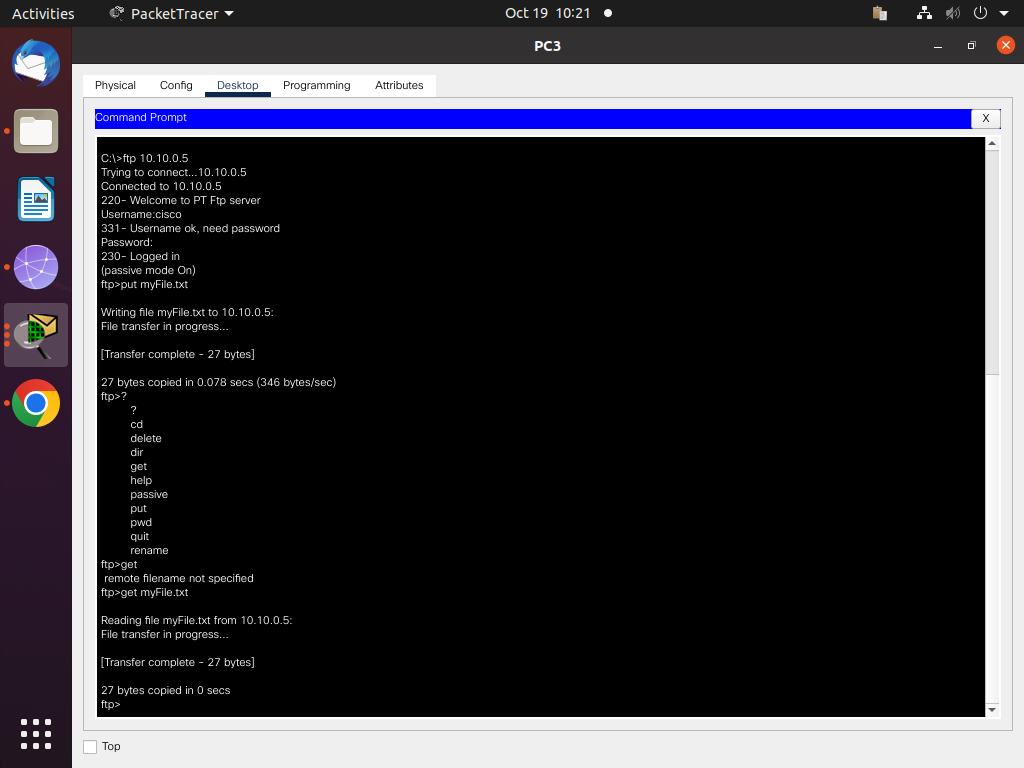 Activities
PacketTracer
Oct 19 10:21
PC3
Physical
Config
Desktop
Programming
Attributes
Command Prompt
X
C:\>ftp 10.10.0.5
Trying to connect...10.10.0.5
Connected to 10.10.0.5
220- Welcome to PT Ftp server
Username:cisco
331- Username ok, need password
Password:
230- Logged in
(passive mode On)
ftp>put myFile.txt
Writing file myFile.txt to 10.10.0.5:
File transfer in progress...
[Transfer complete - 27 bytes]
27 bytes copied in 0.078 secs (346 bytes/sec)
ftp>?
?
cd
delete
dir
get
help
passive
put
pwd
quit
rename
ftp>get
remote filename not specified
ftp>get myFile.txt
Reading file myFile.txt from 10.10.0.5:
File transfer in progress...
[Transfer complete - 27 bytes]
27 bytes copied in 0 secs
ftp>
Top